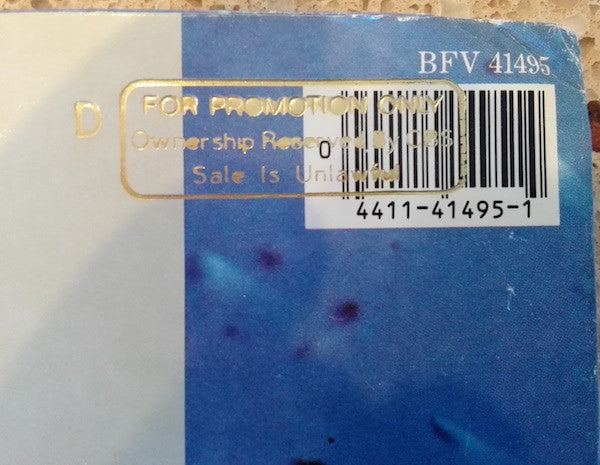 BFV 41495
D
FOR PROMOTION ONLY
Ownership Reserved By CBS
Sale Is Unlawful
0
4411-41495-1